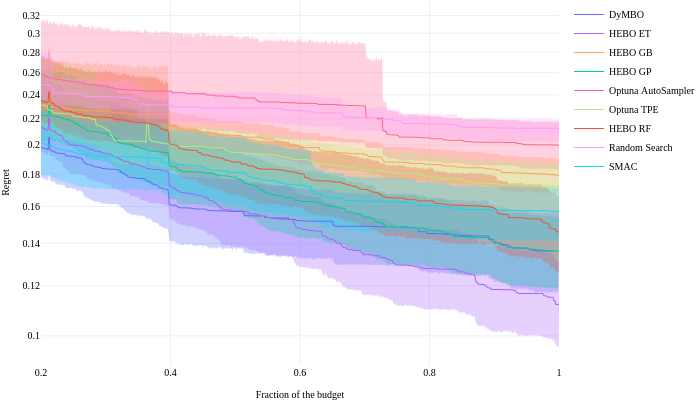 0.32
0.3
0.28
0.26
0.24
0.22
0.2
0.18
0.16
0.14
0.12
0.1
Regret
0.2 0.4 0.6 0.8 1
Fraction of the budget
DyMBO
HEBO ET
HEBO GB
HEBO GP
Optuna AutoSampler
Optuna TPE
HEBO RF
Random Search
SMAC